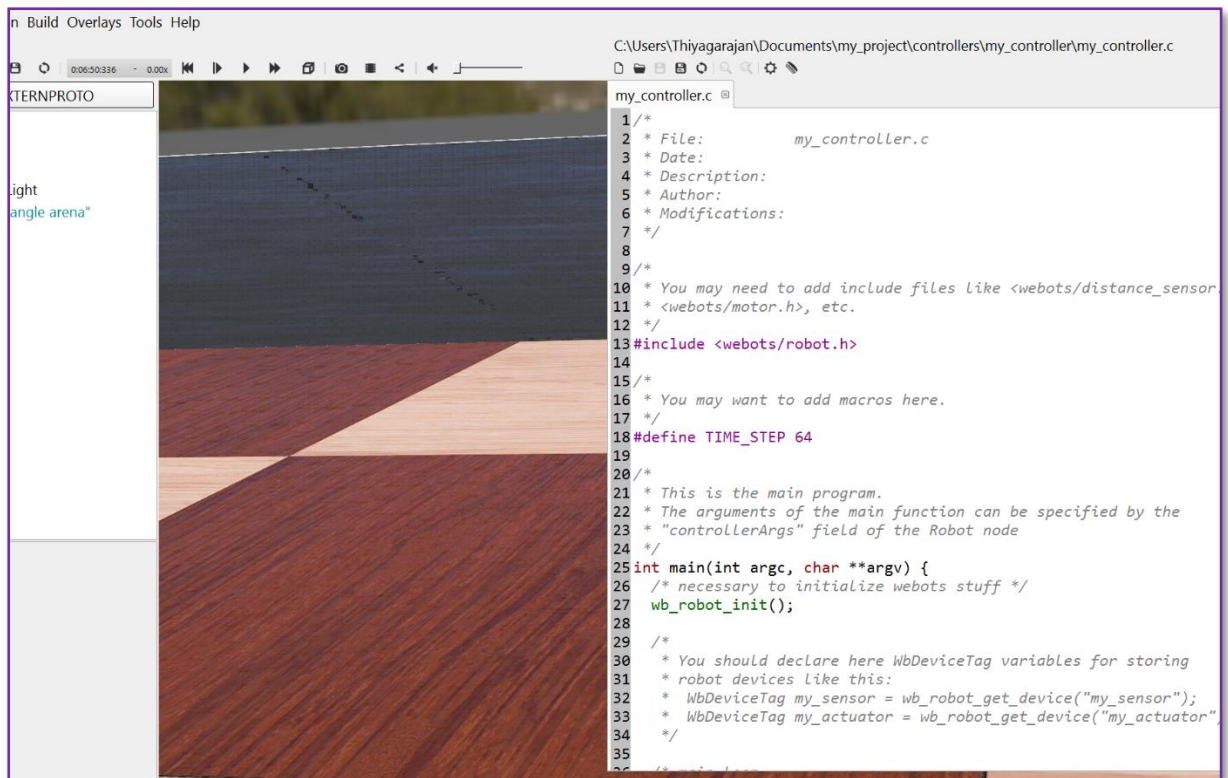 n Build Overlays Tools Help
C:\Users\Thiyagarajan\Documents\my_project\controllers\my_controller\my_controller.c
0:06:50:336 - 0.00x
XTERNPROTO
Light
angle arena"
my_controller.c
1 /*
2 * File: my_controller.c
3 * Date:
4 * Description:
5 * Author:
6 * Modifications:
7 */
8
9 /*
10 * You may need to add include files like <webots/distance_sensor.
11 * <webots/motor.h>, etc.
12 */
13 #include <webots/robot.h>
14
15 /*
16 * You may want to add macros here.
17 */
18 #define TIME_STEP 64
19
20 /*
21 * This is the main program.
22 * The arguments of the main function can be specified by the
23 * "controllerArgs" field of the Robot node
24 */
25 int main(int argc, char **argv) {
26 /* necessary to initialize webots stuff */
27 wb_robot_init();
28
29 /*
30 * You should declare here WbDeviceTag variables for storing
31 * robot devices like this:
32 * WbDeviceTag my_sensor = wb_robot_get_device("my_sensor");
33 * WbDeviceTag my_actuator = wb_robot_get_device("my_actuator"
34 */
35